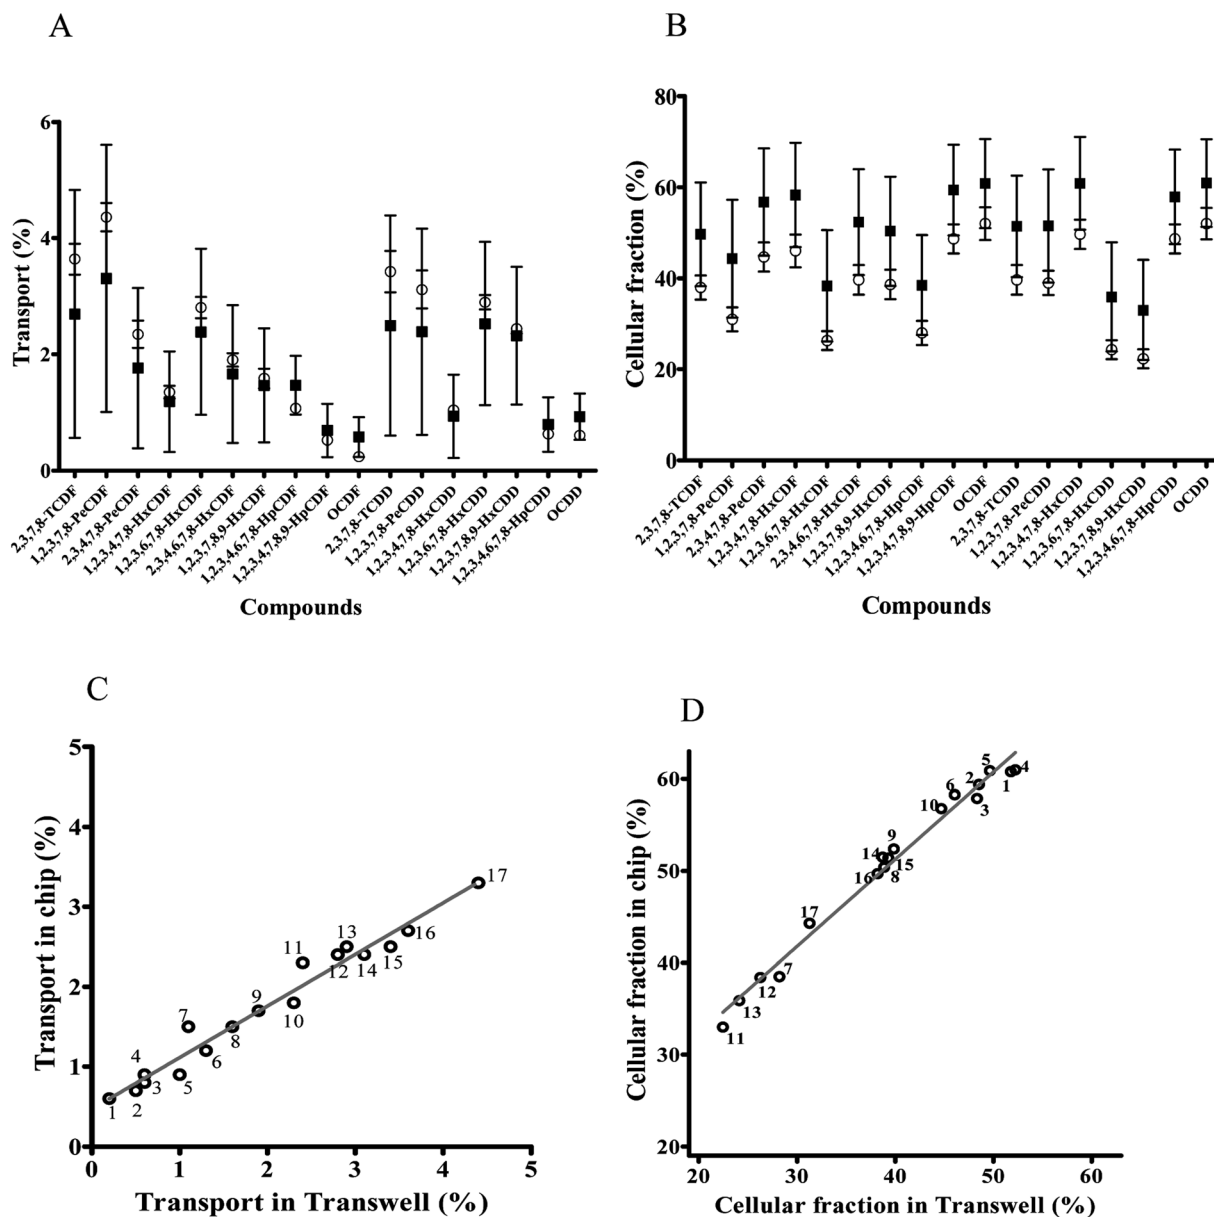 A
Transport (%)
6
4
2
0
2,3,7,8-TCDF
1,2,3,7,8-PeCDF
2,3,4,7,8-PeCDF
1,2,3,4,7,8-HxCDF
1,2,3,6,7,8-HxCDF
2,3,4,6,7,8-HxCDF
1,2,3,7,8,9-HxCDF
1,2,3,4,6,7,8-HpCDF
1,2,3,4,7,8,9-HpCDF
OCDF
2,3,7,8-TCDD
1,2,3,7,8-PeCDD
1,2,3,4,7,8-HxCDD
1,2,3,6,7,8-HxCDD
1,2,3,7,8,9-HxCDD
1,2,3,4,6,7,8-HpCDD
OCDD
Compounds
B
Cellular fraction (%)
80
60
40
20
0
2,3,7,8-TCDF
1,2,3,7,8-PeCDF
2,3,4,7,8-PeCDF
1,2,3,4,7,8-HxCDF
1,2,3,6,7,8-HxCDF
2,3,4,6,7,8-HxCDF
1,2,3,7,8,9-HxCDF
1,2,3,4,6,7,8-HpCDF
1,2,3,4,7,8,9-HpCDF
OCDF
2,3,7,8-TCDD
1,2,3,7,8-PeCDD
1,2,3,4,7,8-HxCDD
1,2,3,6,7,8-HxCDD
1,2,3,7,8,9-HxCDD
1,2,3,4,6,7,8-HpCDD
OCDD
Compounds
C
Transport in chip (%)
5
4
3
2
1
0
1
2
3
4
5
6
7
8
9
10
11
12
13
14
15
16
17
0
1
2
3
4
5
Transport in Transwell (%)
D
Cellular fraction in chip (%)
60
50
40
30
20
11
13
12
7
17
16
14
8
15
9
10
6
2
3
5
1
4
20
30
40
50
60
Cellular fraction in Transwell (%)